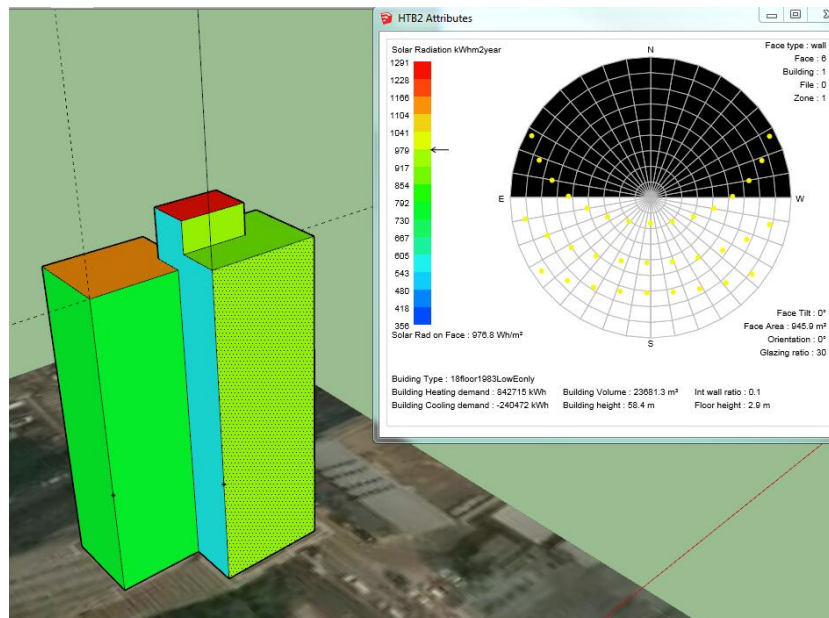 HTB2 Attributes
Solar Radiation kWhm2year
1291
1228
1166
1104
1041
979
917
854
792
730
667
605
543
480
418
356
Solar Rad on Face : 976.8 Wh/m²
N
E
W
S
Face type : wall
Face : 6
Building : 1
File : 0
Zone : 1
Face Tilt : 0°
Face Area : 945.9 m²
Orientation : 0°
Glazing ratio : 30
Buiding Type : 18floor1983LowEonly
Building Heating demand : 842715 kWh Building Volume : 23681.3 m³ Int wall ratio : 0.1
Building Cooling demand : -240472 kWh Building height : 58.4 m Floor height : 2.9 m